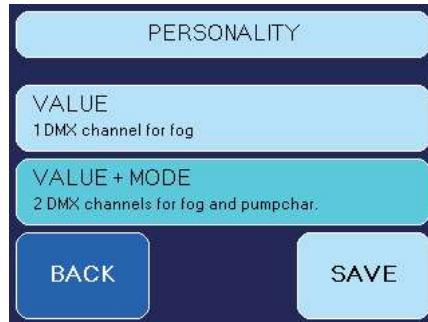 PERSONALITY
VALUE
1 DMX channel for fog
VALUE + MODE
2 DMX channels for fog and pumpchar.
BACK
SAVE